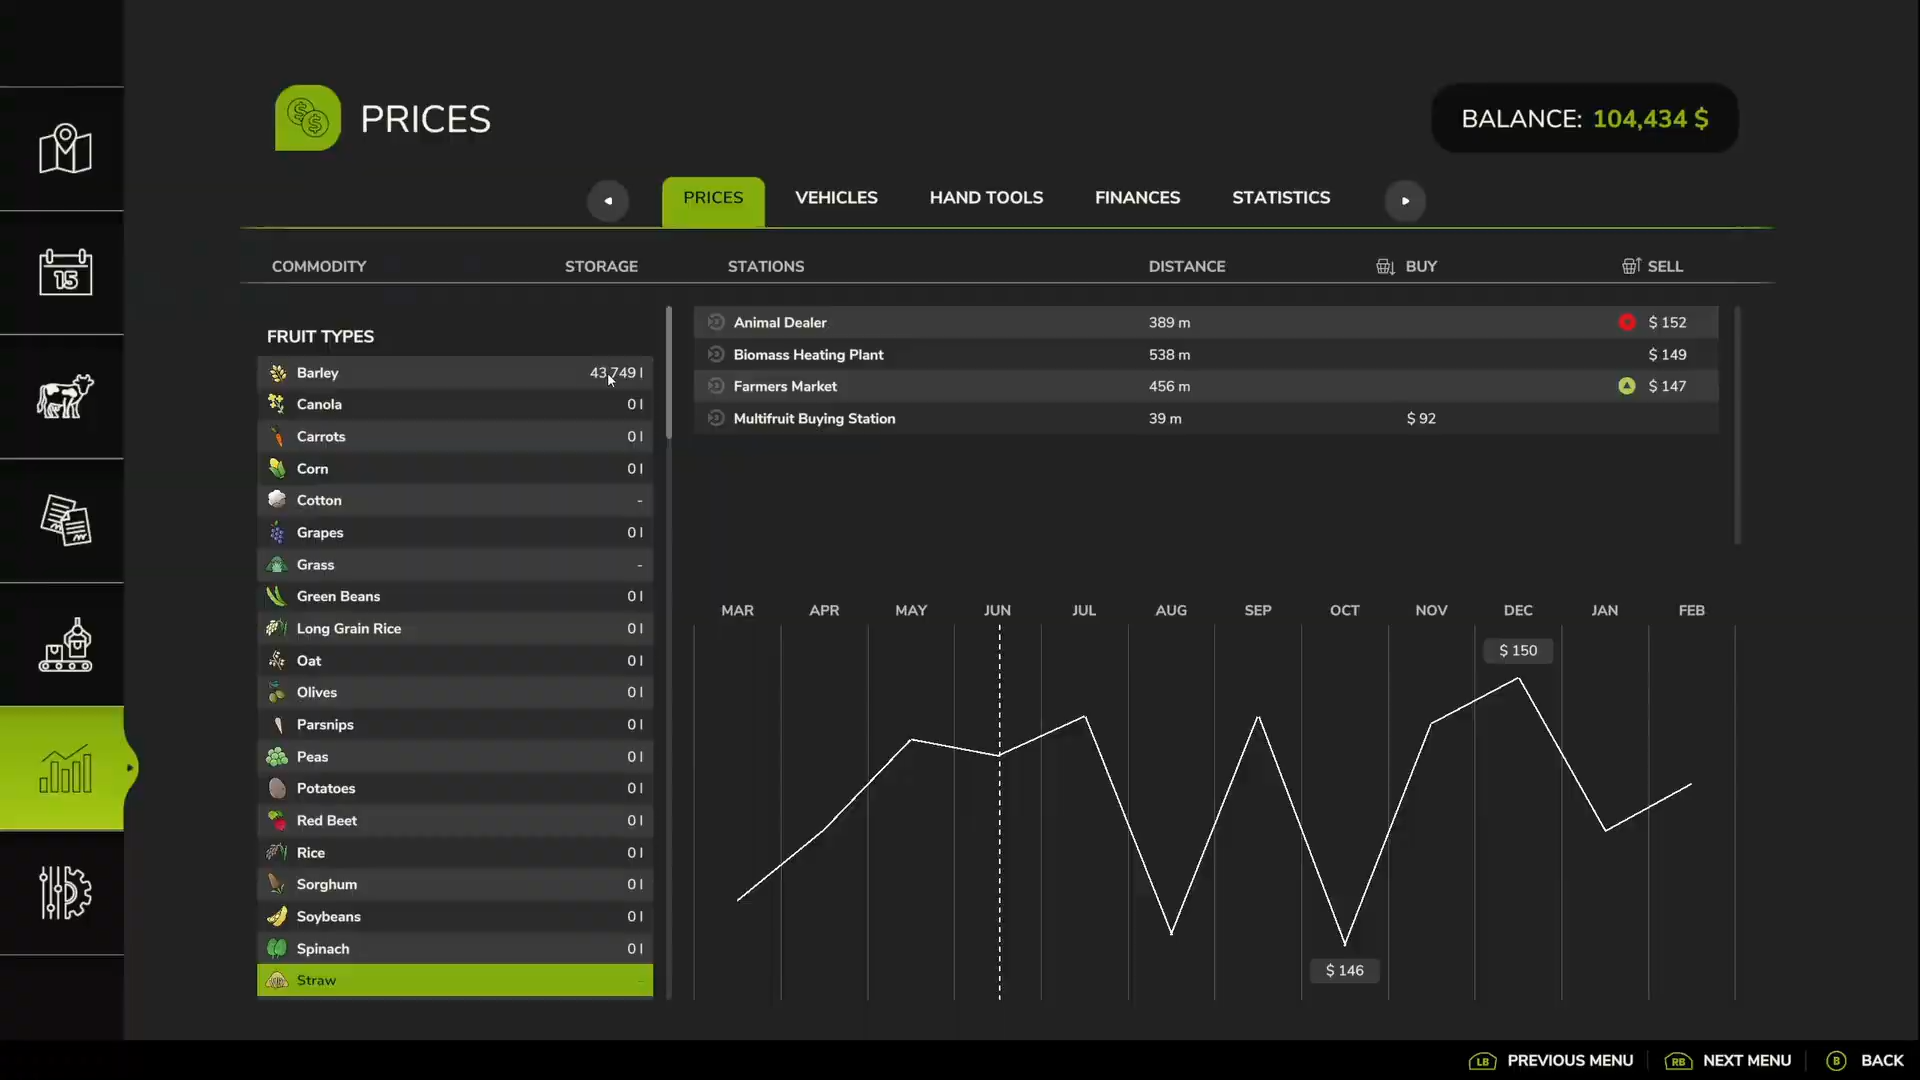 PRICES
BALANCE: 104,434 $
PRICES VEHICLES HAND TOOLS FINANCES STATISTICS
COMMODITY STORAGE STATIONS DISTANCE BUY SELL
FRUIT TYPES
Barley 43,749 l
Canola 0 l
Carrots 0 l
Corn 0 l
Cotton -
Grapes 0 l
Grass -
Green Beans 0 l
Long Grain Rice 0 l
Oat 0 l
Olives 0 l
Parsnips 0 l
Peas 0 l
Potatoes 0 l
Red Beet 0 l
Rice 0 l
Sorghum 0 l
Soybeans 0 l
Spinach 0 l
Straw -
Animal Dealer 389 m $ 152
Biomass Heating Plant 538 m $ 149
Farmers Market 456 m $ 147
Multifruit Buying Station 39 m $ 92
MAR APR MAY JUN JUL AUG SEP OCT NOV DEC JAN FEB
$ 150
$ 146
15
LB PREVIOUS MENU RB NEXT MENU B BACK